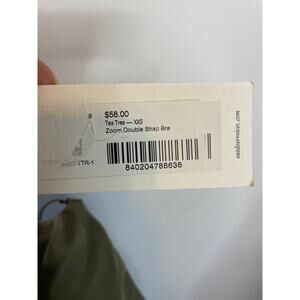 $58.00
Tea Tree — XXS
Zoom Double Strap Bra
840204788638
outdoorvoices.com